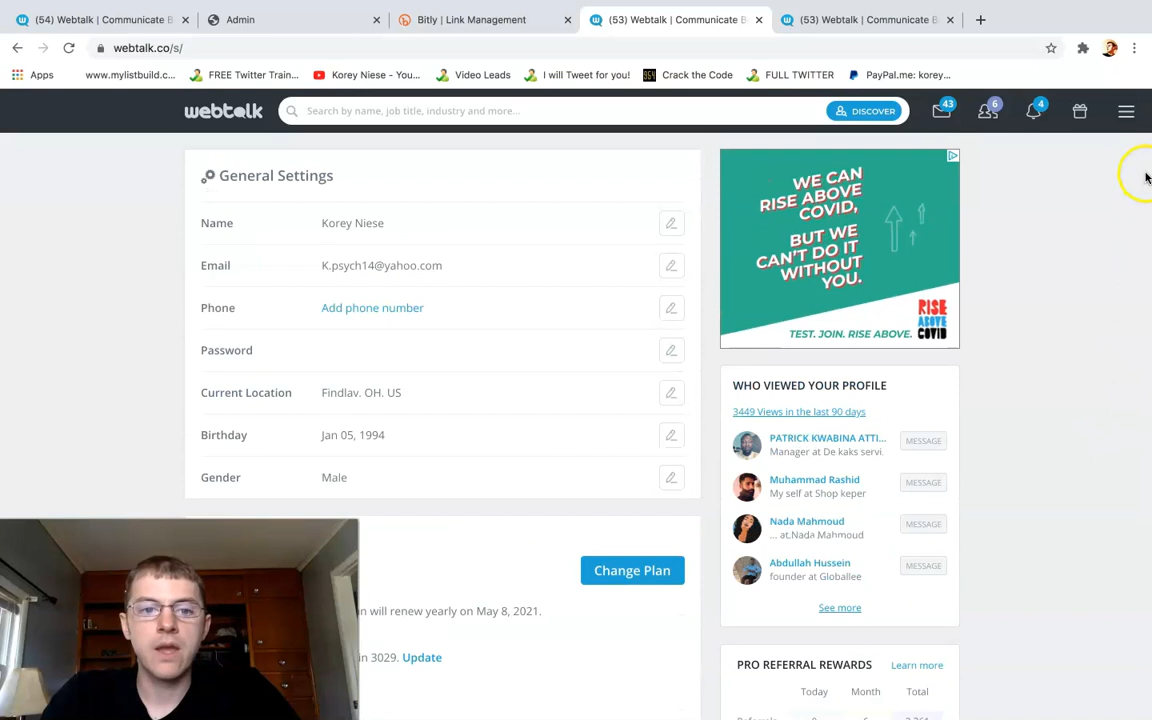 (54) Webtalk | Communicate B
Admin
Bitly | Link Management
(53) Webtalk | Communicate B
(53) Webtalk | Communicate B
webtalk.co/s/
Apps
www.mylistbuild.c...
FREE Twitter Train...
Korey Niese - You...
Video Leads
I will Tweet for you!
Crack the Code
FULL TWITTER
PayPal.me: korey...
webtalk
Search by name, job title, industry and more...
DISCOVER
43
6
4
General Settings
Name Korey Niese
Email K.psych14@yahoo.com
Phone Add phone number
Password
Current Location Findlay, OH, US
Birthday Jan 05, 1994
Gender Male
Change Plan
n will renew yearly on May 8, 2021.
in 3029. Update
WE CAN
RISE ABOVE
COVID,
BUT WE
CAN'T DO IT
WITHOUT
YOU.
RISE
ABOVE
COVID
TEST. JOIN. RISE ABOVE.
WHO VIEWED YOUR PROFILE
3449 Views in the last 90 days
PATRICK KWABINA ATTI...
Manager at De kaks servi.
MESSAGE
Muhammad Rashid
My self at Shop keper
MESSAGE
Nada Mahmoud
... at.Nada Mahmoud
MESSAGE
Abdullah Hussein
founder at Globallee
MESSAGE
See more
PRO REFERRAL REWARDS Learn more
Today Month Total